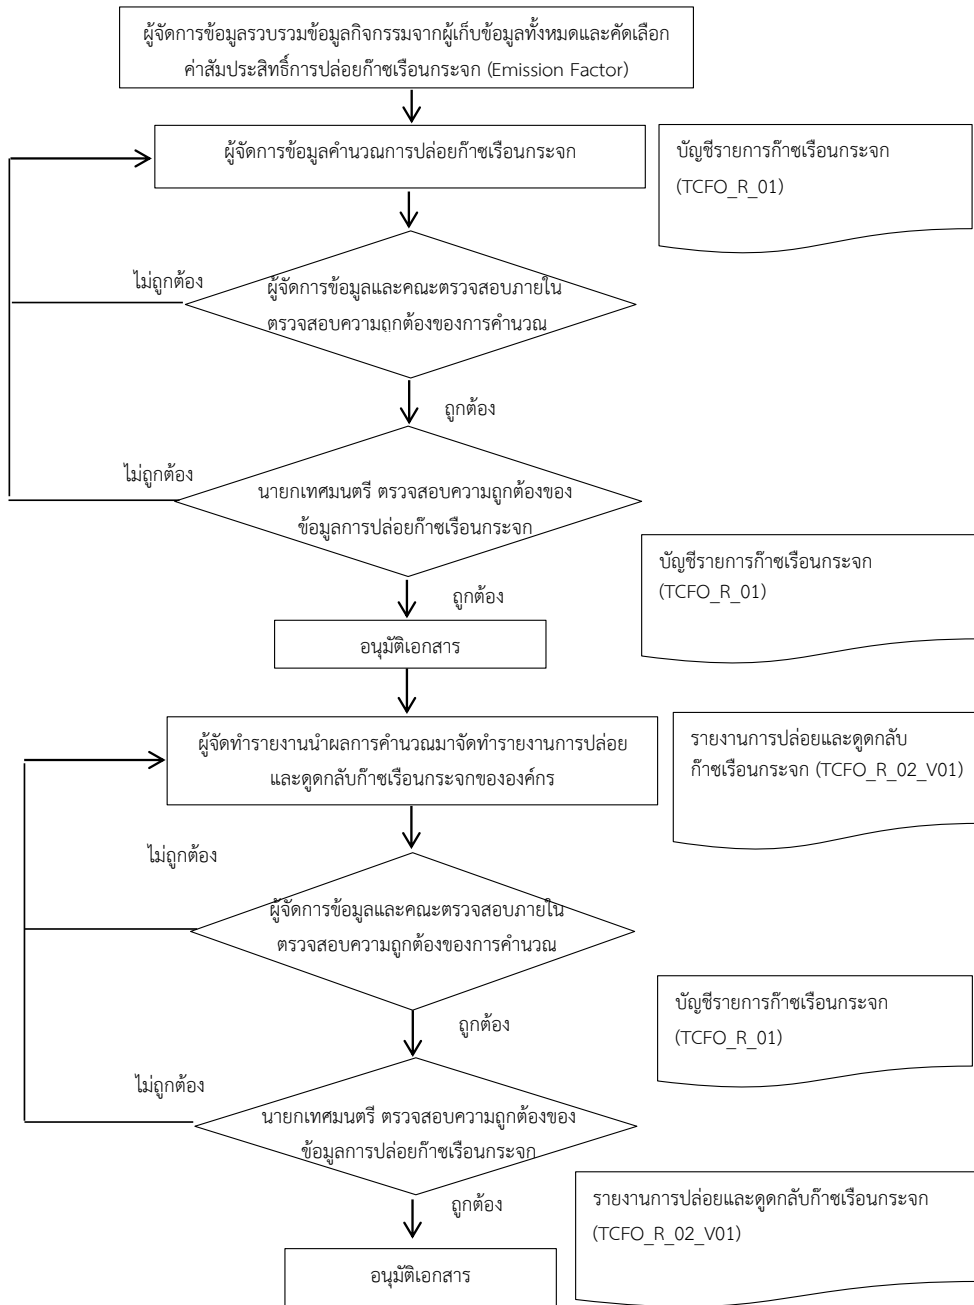 ผู้จัดการข้อมูลรวบรวมข้อมูลกิจกรรมจากผู้เก็บข้อมูลทั้งหมดและคัดเลือก
ค่าสัมประสิทธิ์การปล่อยก๊าซเรือนกระจก (Emission Factor)
ผู้จัดการข้อมูลคำนวณการปล่อยก๊าซเรือนกระจก
บัญชีรายการก๊าซเรือนกระจก
(TCFO_R_01)
ไม่ถูกต้อง
ผู้จัดการข้อมูลและคณะตรวจสอบภายใน
ตรวจสอบความถูกต้องของการคำนวณ
ถูกต้อง
ไม่ถูกต้อง
นายกเทศมนตรี ตรวจสอบความถูกต้องของ
ข้อมูลการปล่อยก๊าซเรือนกระจก
บัญชีรายการก๊าซเรือนกระจก
(TCFO_R_01)
ถูกต้อง
อนุมัติเอกสาร
ผู้จัดทำรายงานนำผลการคำนวณมาจัดทำรายงานการปล่อย
และดูดกลับก๊าซเรือนกระจกขององค์กร
รายงานการปล่อยและดูดกลับ
ก๊าซเรือนกระจก (TCFO_R_02_V01)
ไม่ถูกต้อง
ผู้จัดการข้อมูลและคณะตรวจสอบภายใน
ตรวจสอบความถูกต้องของการคำนวณ
บัญชีรายการก๊าซเรือนกระจก
(TCFO_R_01)
ถูกต้อง
ไม่ถูกต้อง
นายกเทศมนตรี ตรวจสอบความถูกต้องของ
ข้อมูลการปล่อยก๊าซเรือนกระจก
รายงานการปล่อยและดูดกลับก๊าซเรือนกระจก
(TCFO_R_02_V01)
ถูกต้อง
อนุมัติเอกสาร